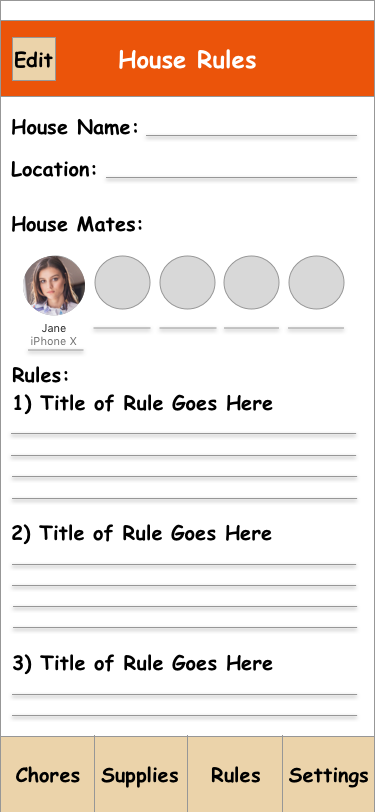 Edit
House Rules
House Name:
Location:
House Mates:
Jane
iPhone X
Rules:
1) Title of Rule Goes Here
2) Title of Rule Goes Here
3) Title of Rule Goes Here
Chores
Supplies
Rules
Settings